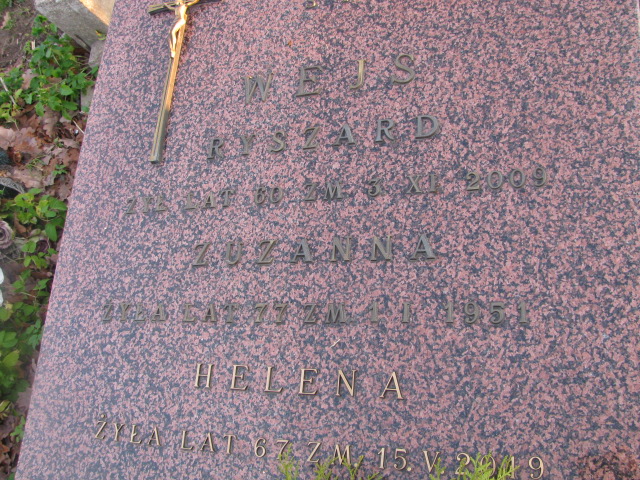 WEJS
RYSZARD
ŻYŁ LAT 60 ZM. 3. XI. 2009.
ZUZANNA
ŻYŁA LAT 77 ZM. 1 I. 1951
HELENA
ŻYŁA LAT 67 ZM. 15. V. 2019